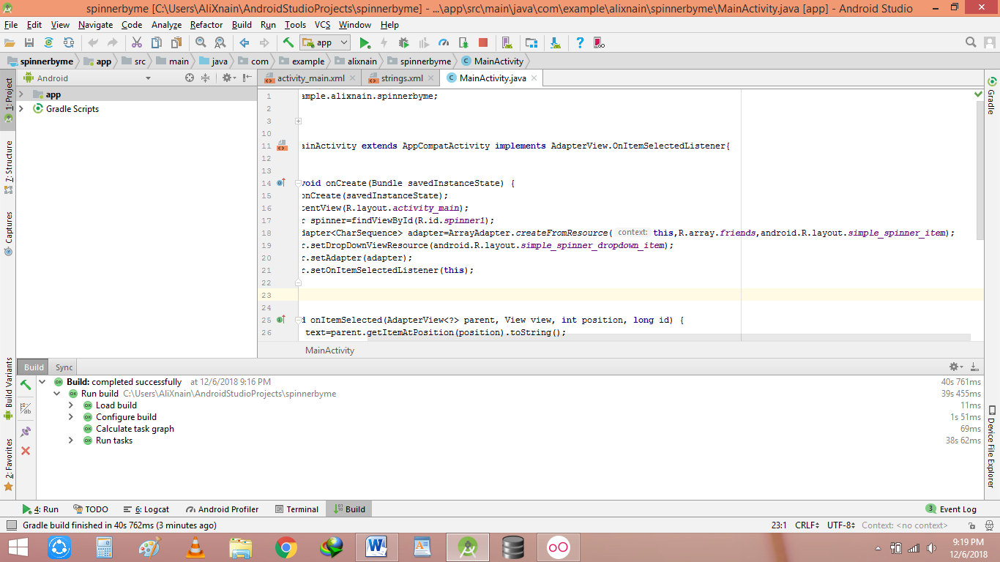 spinnerbyme [C:\Users\AliXnain\AndroidStudioProjects\spinnerbyme] - ...\app\src\main\java\com\example\alixnain\spinnerbyme\MainActivity.java [app] - Android Studio
File Edit View Navigate Code Analyze Refactor Build Run Tools VCS Window Help
app
spinnerbyme app src main java com example alixnain spinnerbyme MainActivity
Android
activity_main.xml strings.xml MainActivity.java
1: Project
7: Structure
Captures
Build Variants
2: Favorites
app
Gradle Scripts
1 ample.alixnain.spinnerbyme;
2
3
10
11 ainActivity extends AppCompatActivity implements AdapterView.OnItemSelectedListener{
12
13
14 void onCreate(Bundle savedInstanceState) {
15 onCreate(savedInstanceState);
16 tentView(R.layout.activity_main);
17 r spinner=findViewById(R.id.spinner1);
18 dapter<CharSequence> adapter=ArrayAdapter.createFromResource( context: this,R.array.friends,android.R.layout.simple_spinner_item);
19 r.setDropDownViewResource(android.R.layout.simple_spinner_dropdown_item);
20 r.setAdapter(adapter);
21 r.setOnItemSelectedListener(this);
22
23
24
25 d onItemSelected(AdapterView<?> parent, View view, int position, long id) {
26 text=parent.getItemAtPosition(position).toString();
MainActivity
Gradle
Device File Explorer
Build Sync
Build: completed successfully at 12/6/2018 9:16 PM 40s 761ms
Run build C:\Users\AliXnain\AndroidStudioProjects\spinnerbyme 39s 455ms
Load build 11ms
Configure build 1s 51ms
Calculate task graph 69ms
Run tasks 38s 62ms
4: Run TODO 6: Logcat Android Profiler Terminal Build 3 Event Log
Gradle build finished in 40s 762ms (3 minutes ago) 23:1 CRLF UTF-8 Context: <no context>
9:19 PM
12/6/2018